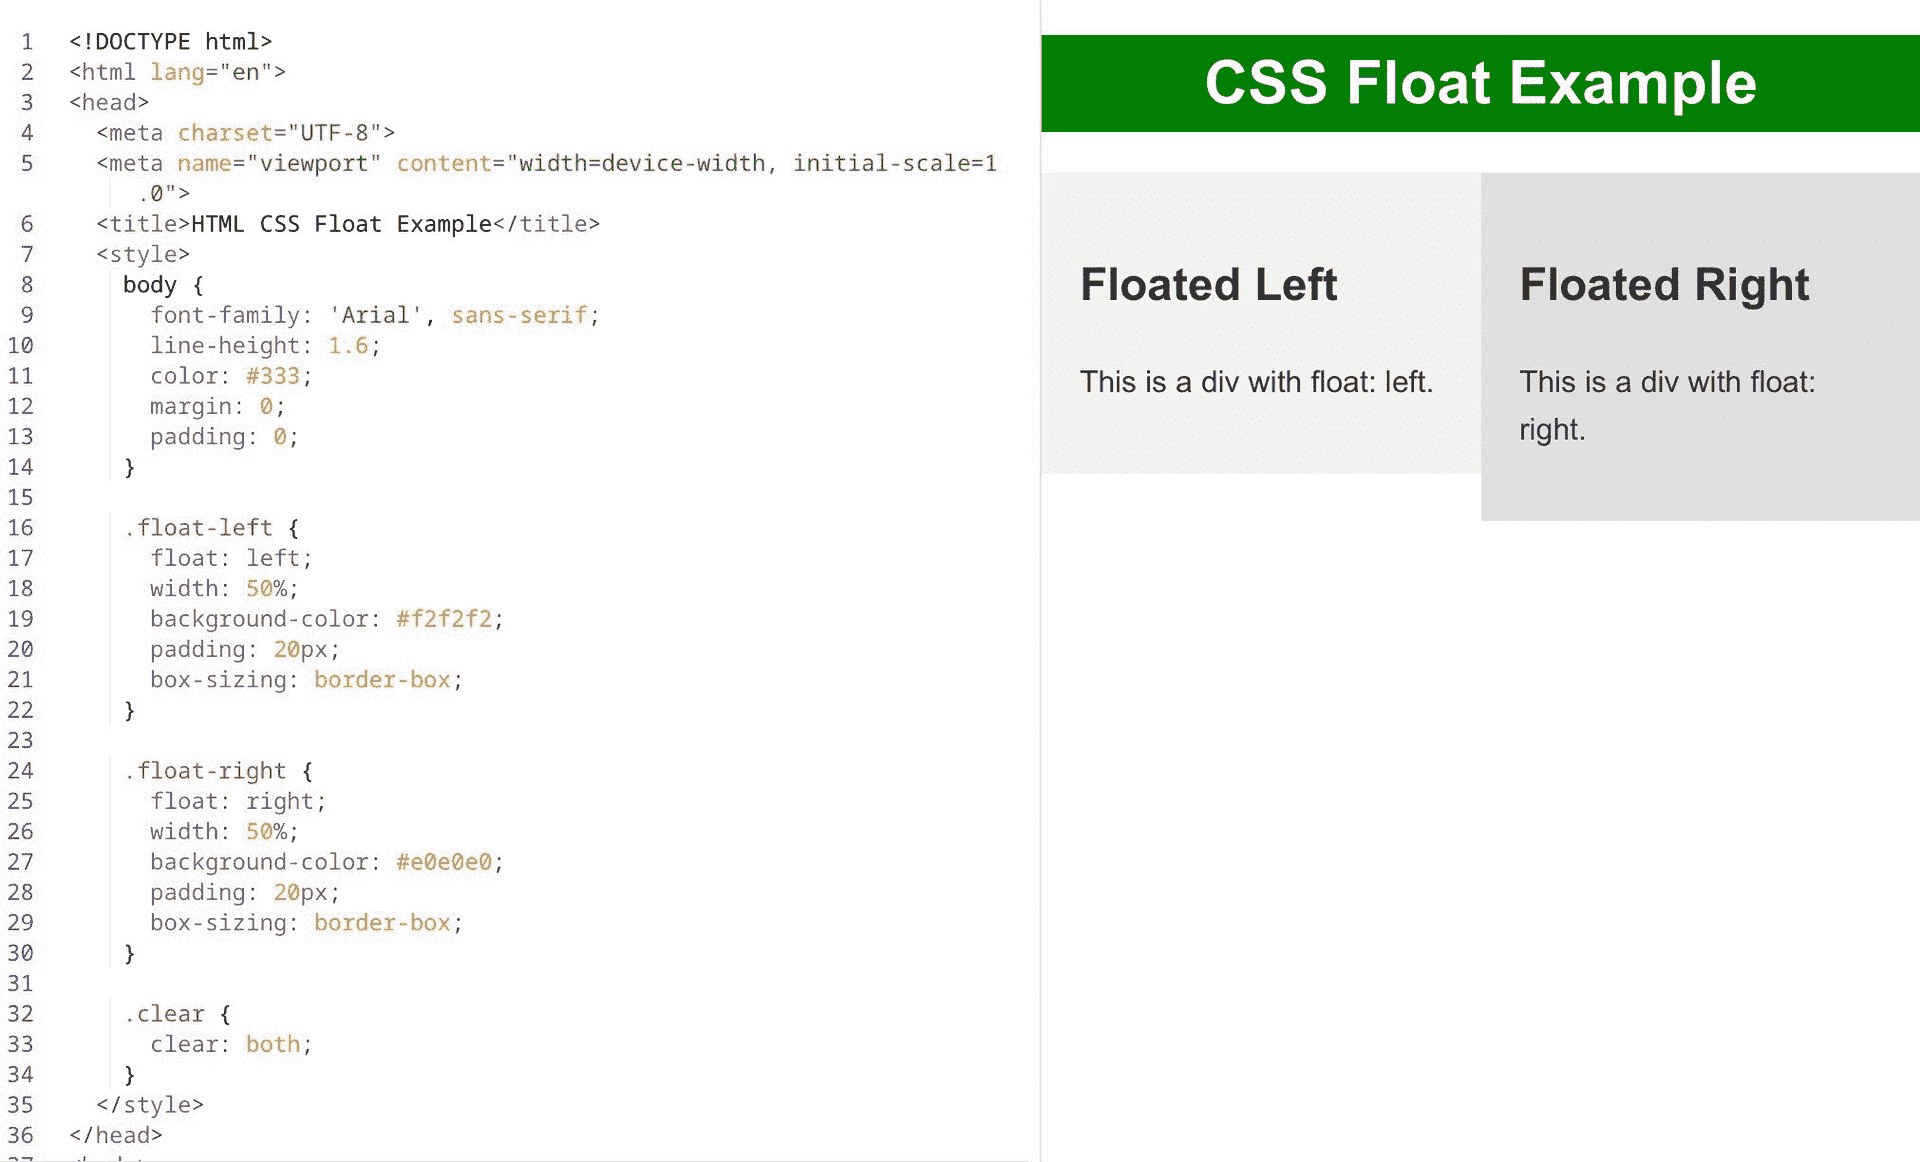 1 <!DOCTYPE html>
2 <html lang="en">
3 <head>
4 <meta charset="UTF-8">
5 <meta name="viewport" content="width=device-width, initial-scale=1
.0">
6 <title>HTML CSS Float Example</title>
7 <style>
8 body {
9 font-family: 'Arial', sans-serif;
10 line-height: 1.6;
11 color: #333;
12 margin: 0;
13 padding: 0;
14 }
15
16 .float-left {
17 float: left;
18 width: 50%;
19 background-color: #f2f2f2;
20 padding: 20px;
21 box-sizing: border-box;
22 }
23
24 .float-right {
25 float: right;
26 width: 50%;
27 background-color: #e0e0e0;
28 padding: 20px;
29 box-sizing: border-box;
30 }
31
32 .clear {
33 clear: both;
34 }
35 </style>
36 </head>
CSS Float Example
Floated Left
This is a div with float: left.
Floated Right
This is a div with float:
right.